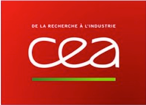 DE LA RECHERCHE À L'INDUSTRIE
cea